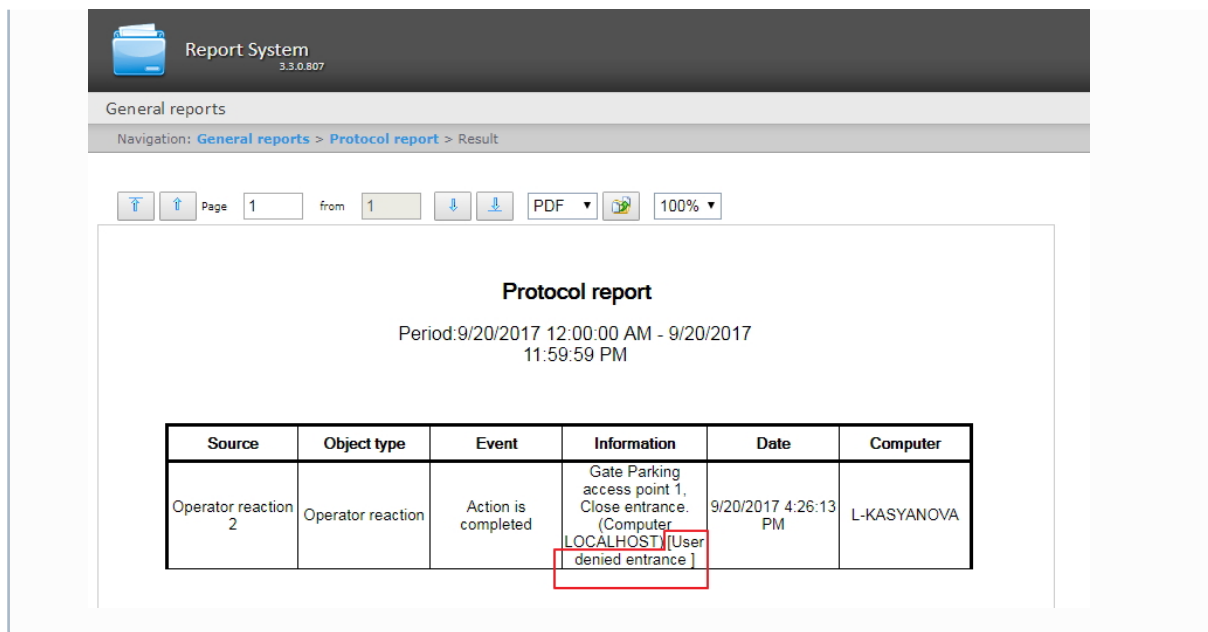 Report System
3.3.0.807
General reports
Navigation: General reports > Protocol report > Result
Page 1 from 1 PDF 100%
Protocol report
Period:9/20/2017 12:00:00 AM - 9/20/2017
11:59:59 PM
Source Object type Event Information Date Computer
Operator reaction
2
Operator reaction
Action is
completed
Gate Parking
access point 1,
Close entrance.
(Computer
LOCALHOST) [User
denied entrance ]
9/20/2017 4:26:13
PM
L-KASYANOVA